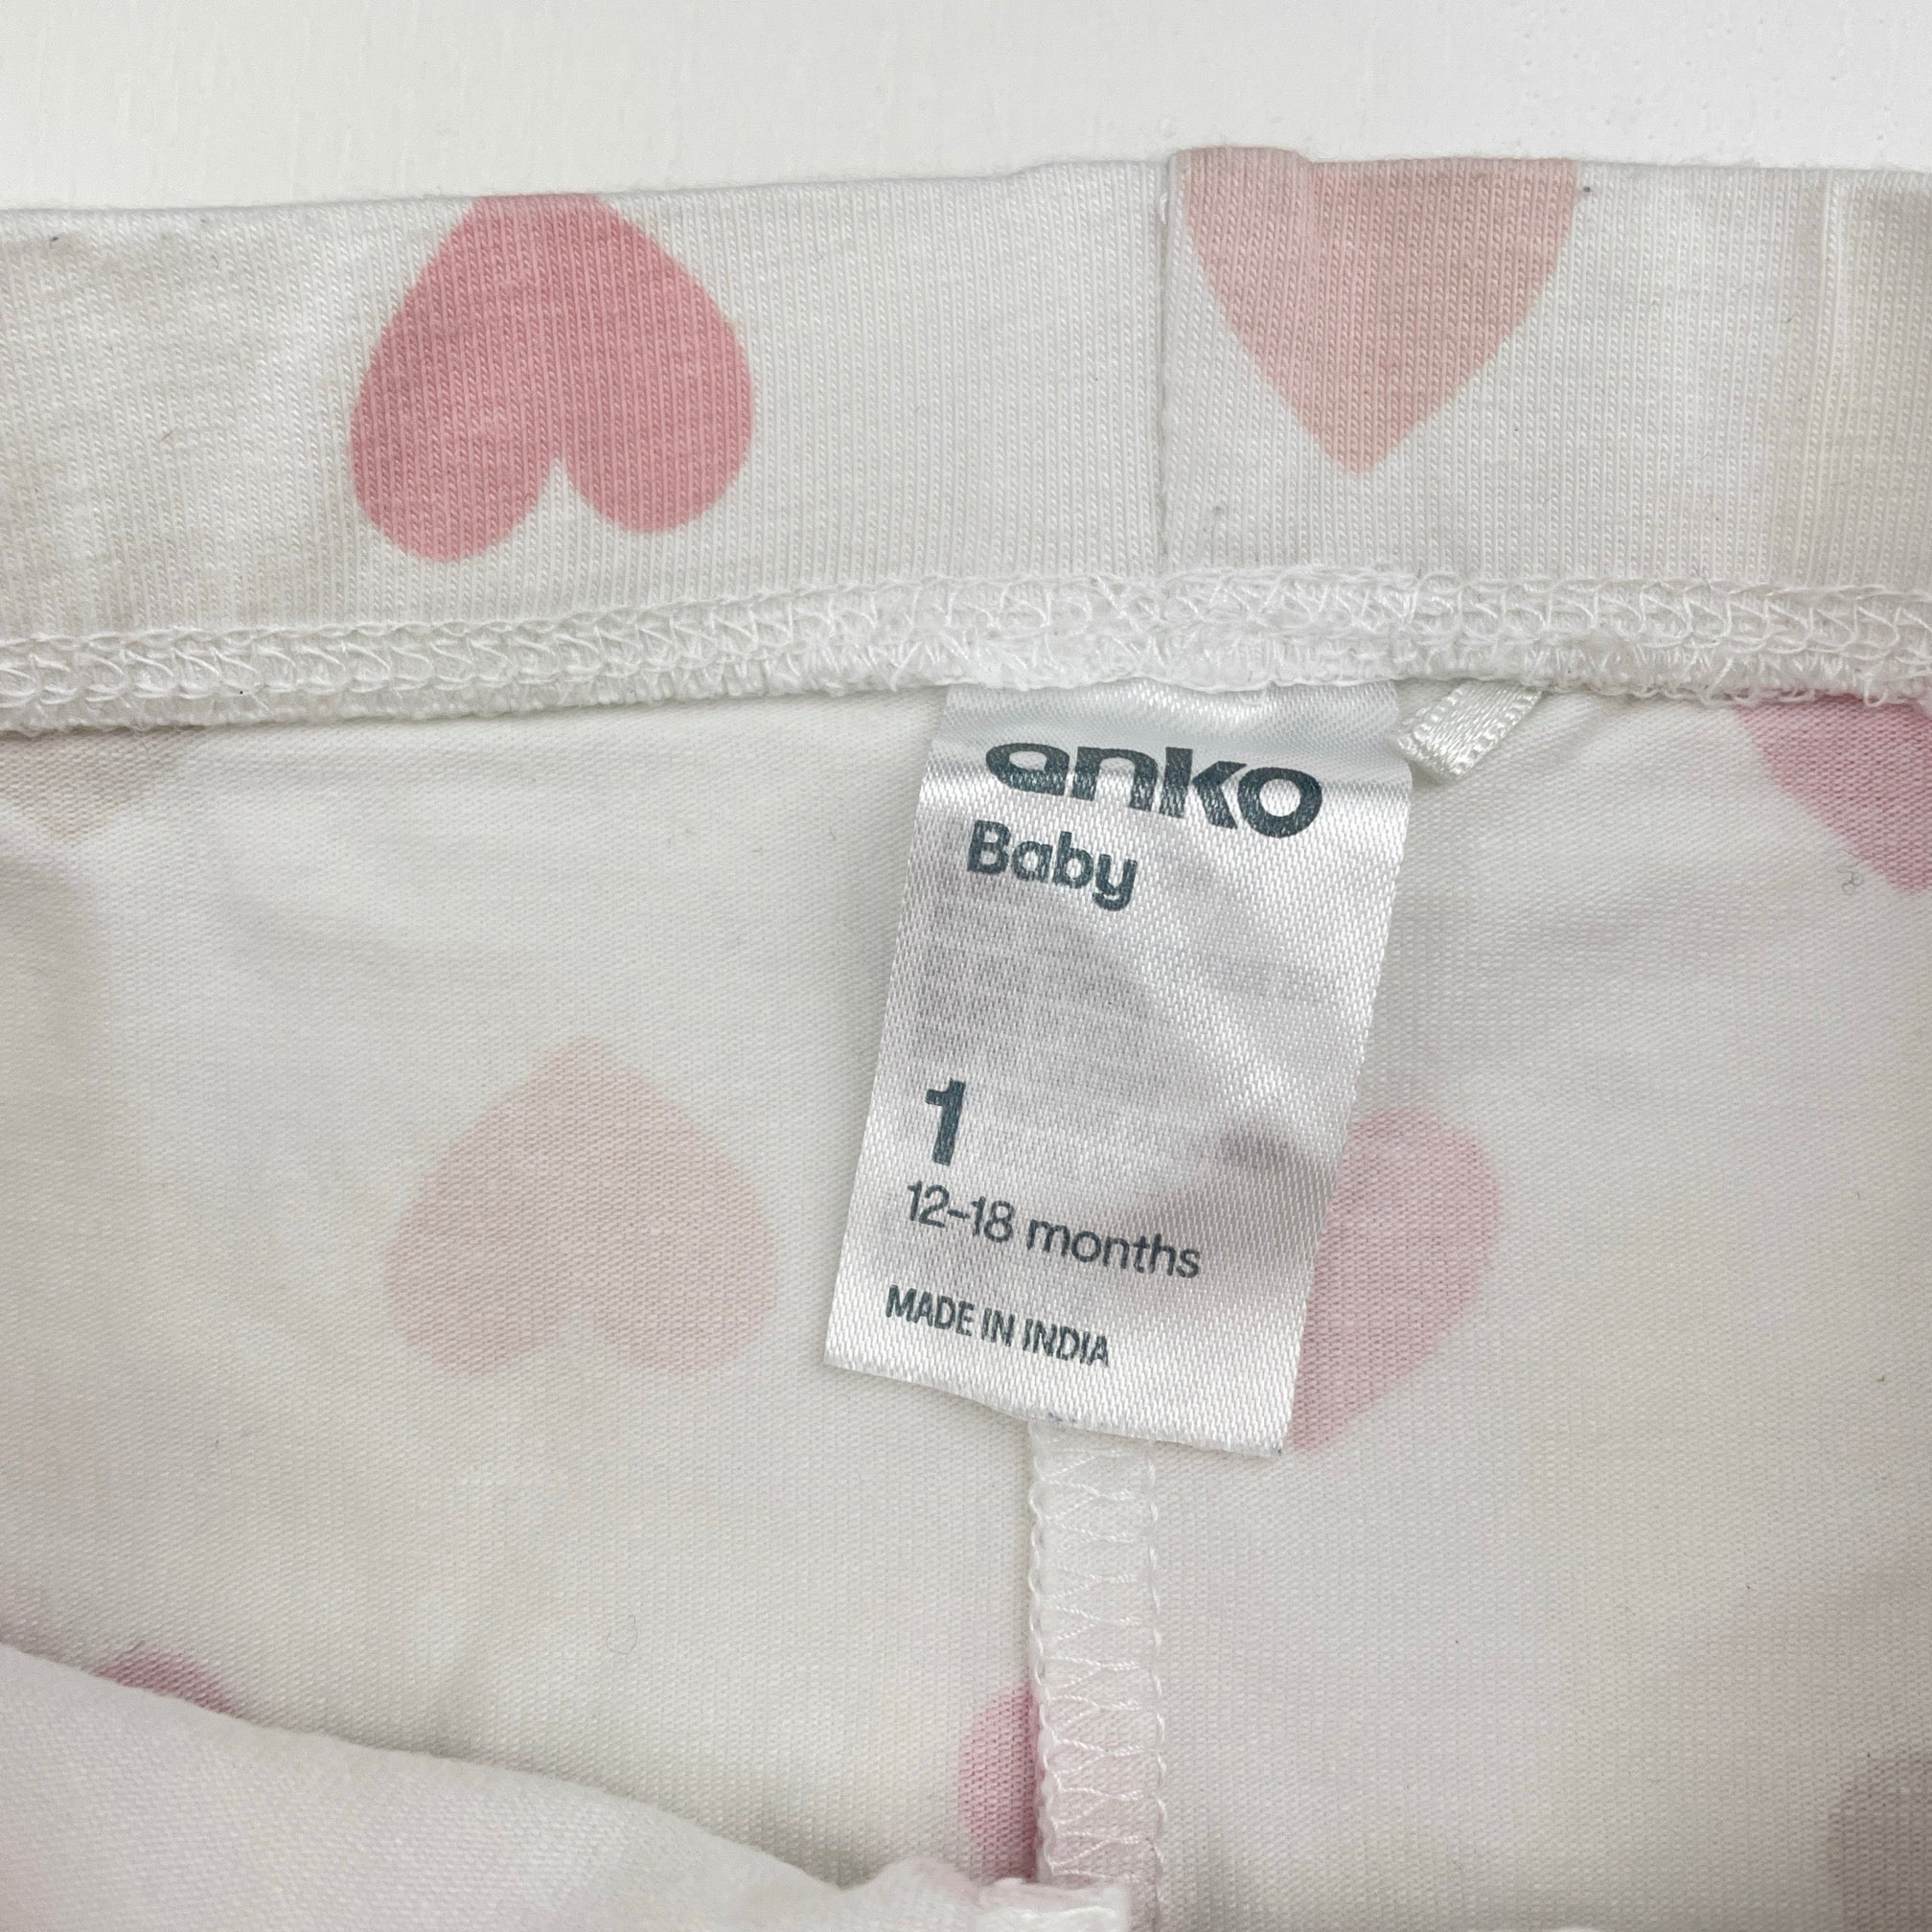 anko
Baby
1
12-18 months
MADE IN INDIA